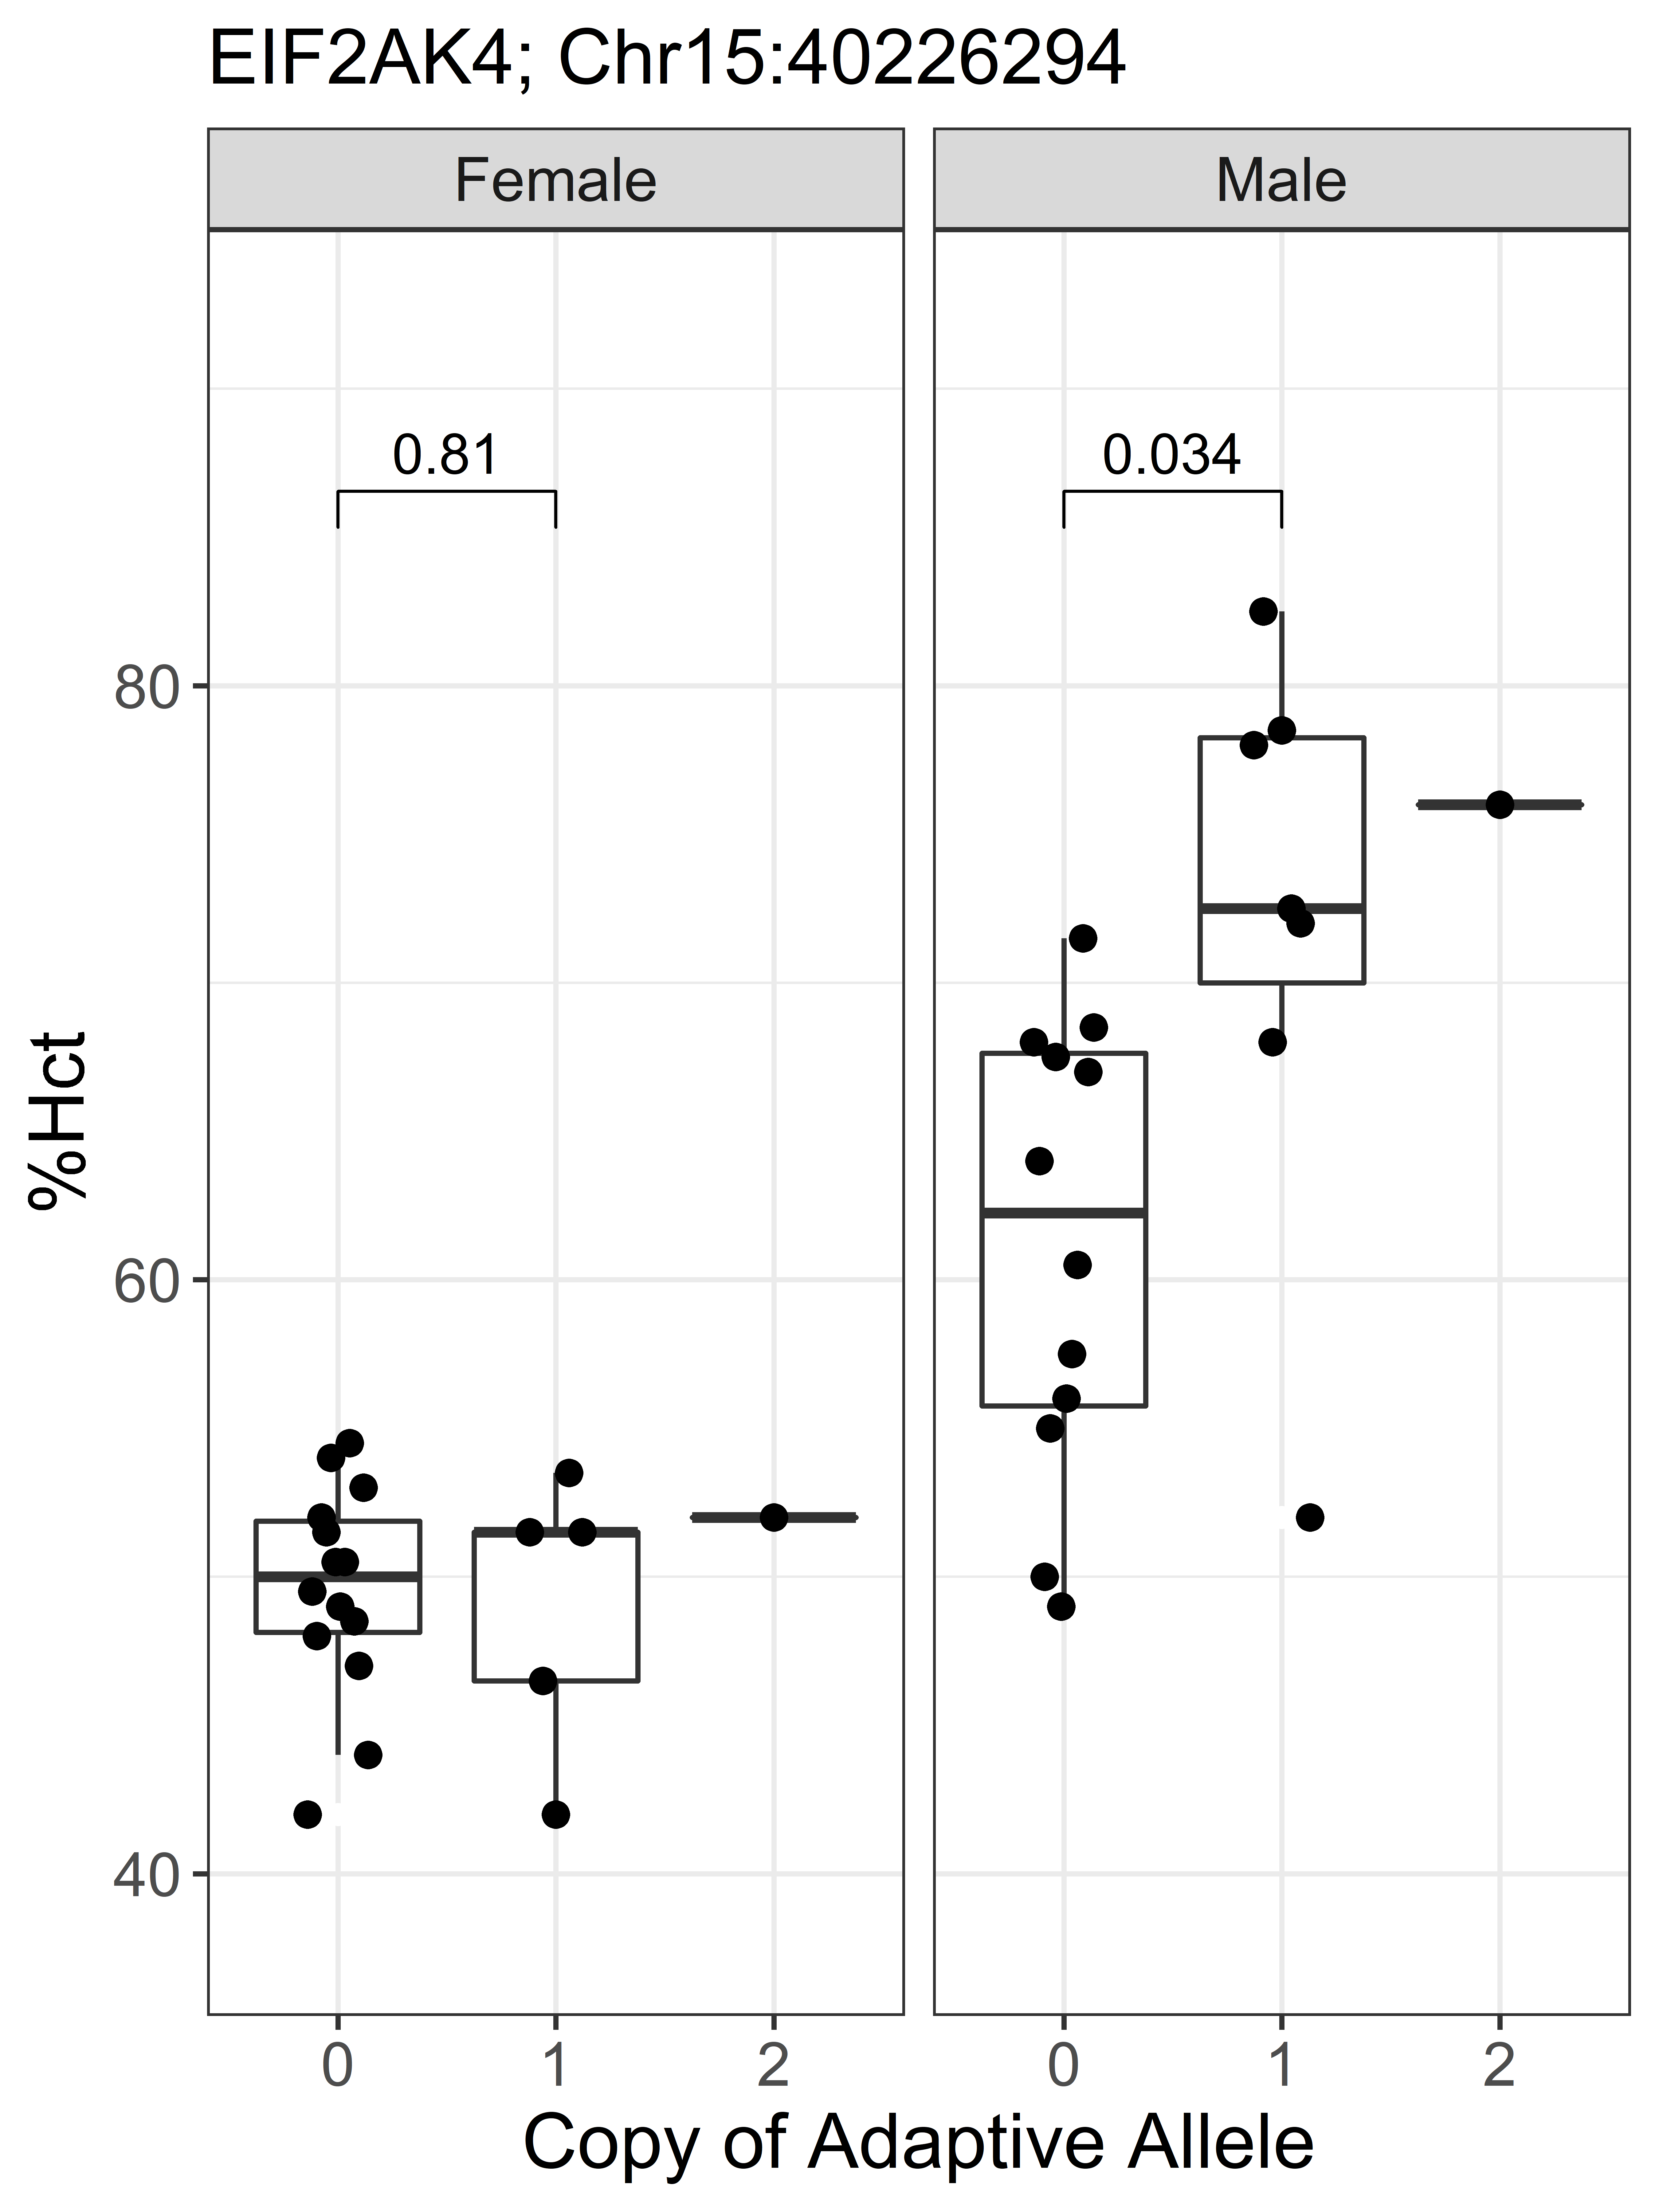 EIF2AK4; Chr15:40226294
Female Male
0.81 0.034
80
60
40
%Hct
0 1 2 0 1 2
Copy of Adaptive Allele